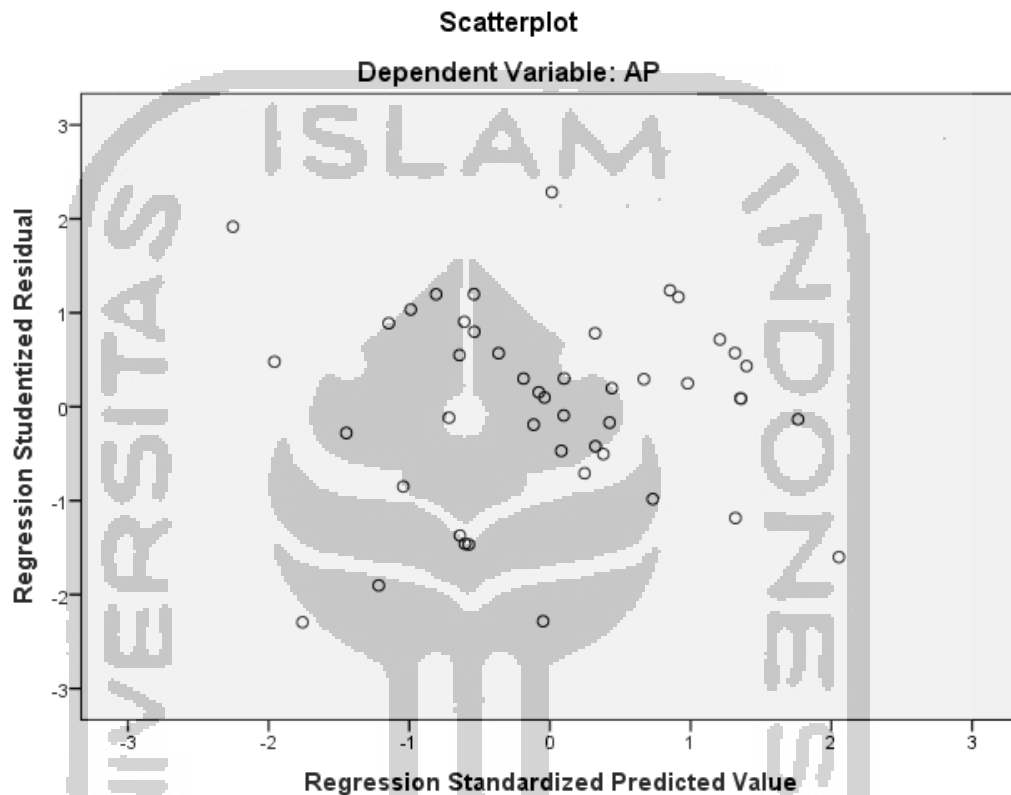 Scatterplot
Dependent Variable: AP
ISLAM
IVERSITAS
INDONES
Regression Studentized Residual
3
2
1
0
-1
-2
-3
-3
-2
-1
0
1
2
3
Regression Standardized Predicted Value